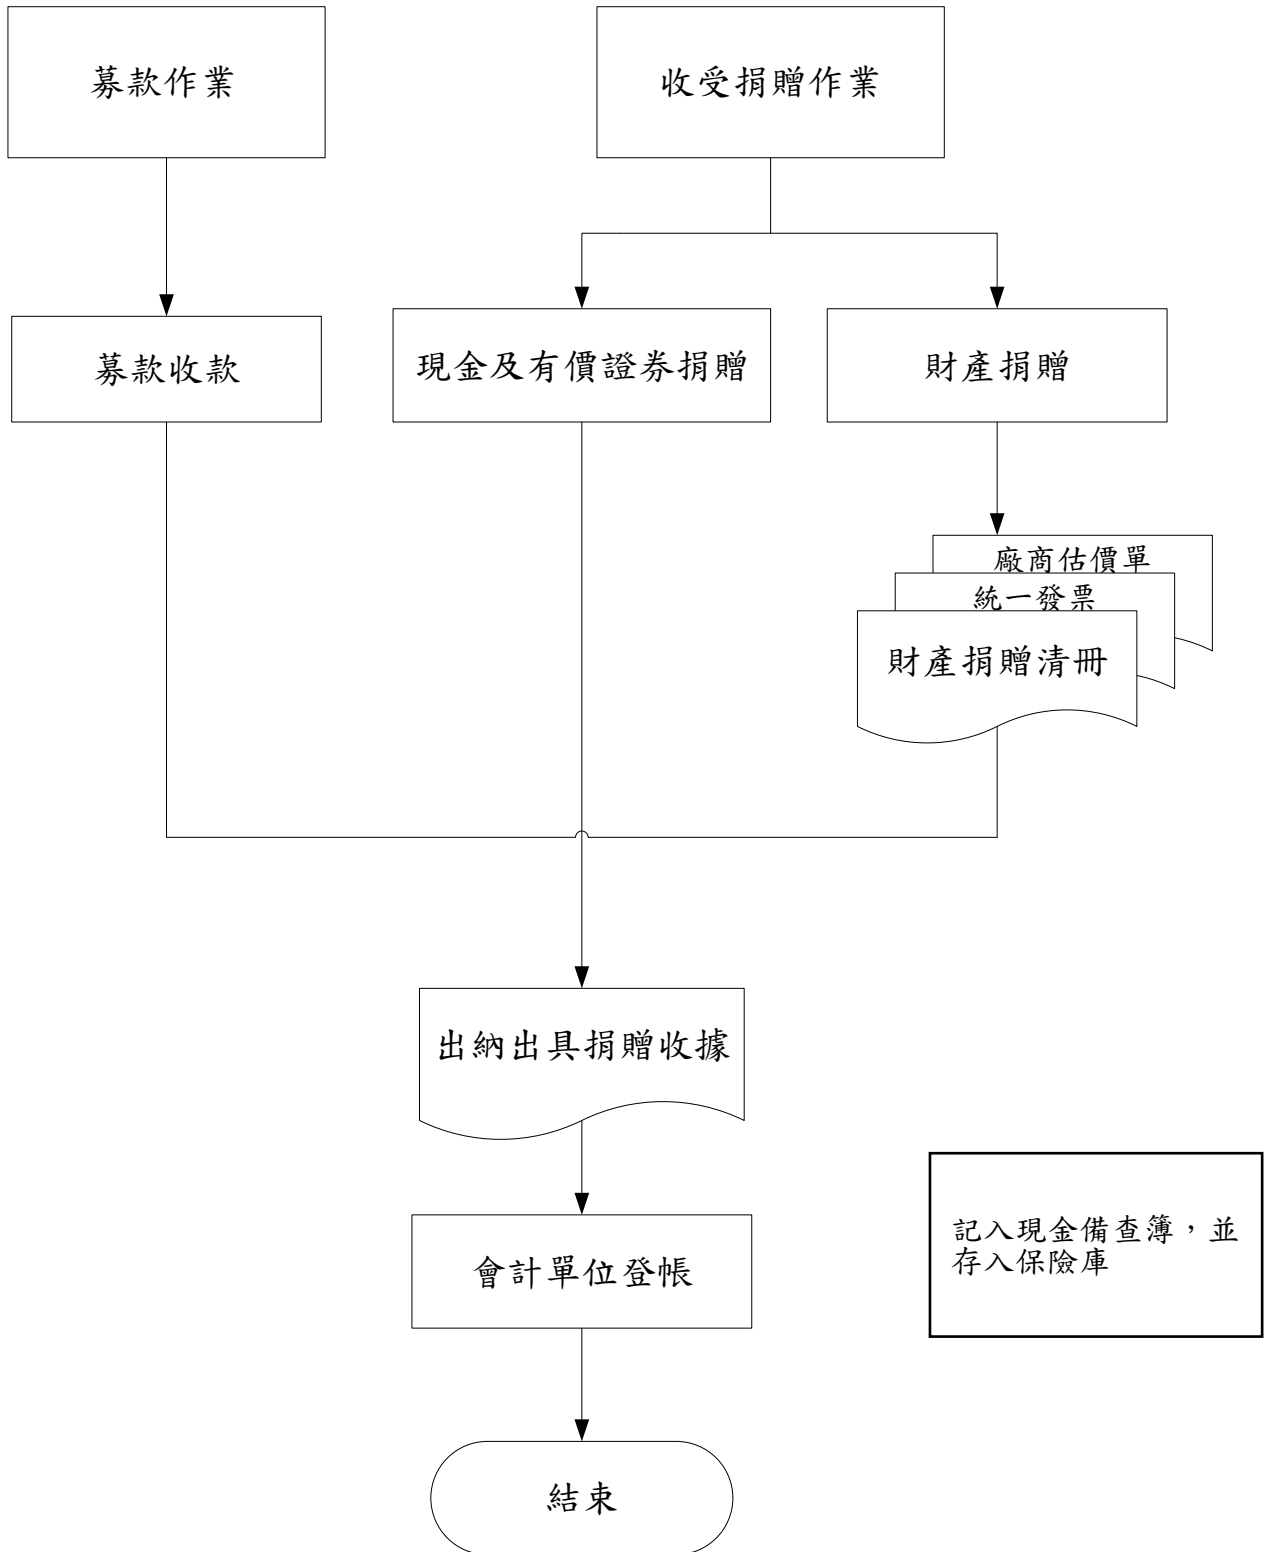 募款作業
收受捐贈作業
募款收款
現金及有價證券捐贈
財產捐贈
廠商估價單
統一發票
財產捐贈清冊
出納出具捐贈收據
會計單位登帳
記入現金備查簿，並
存入保險庫
結束